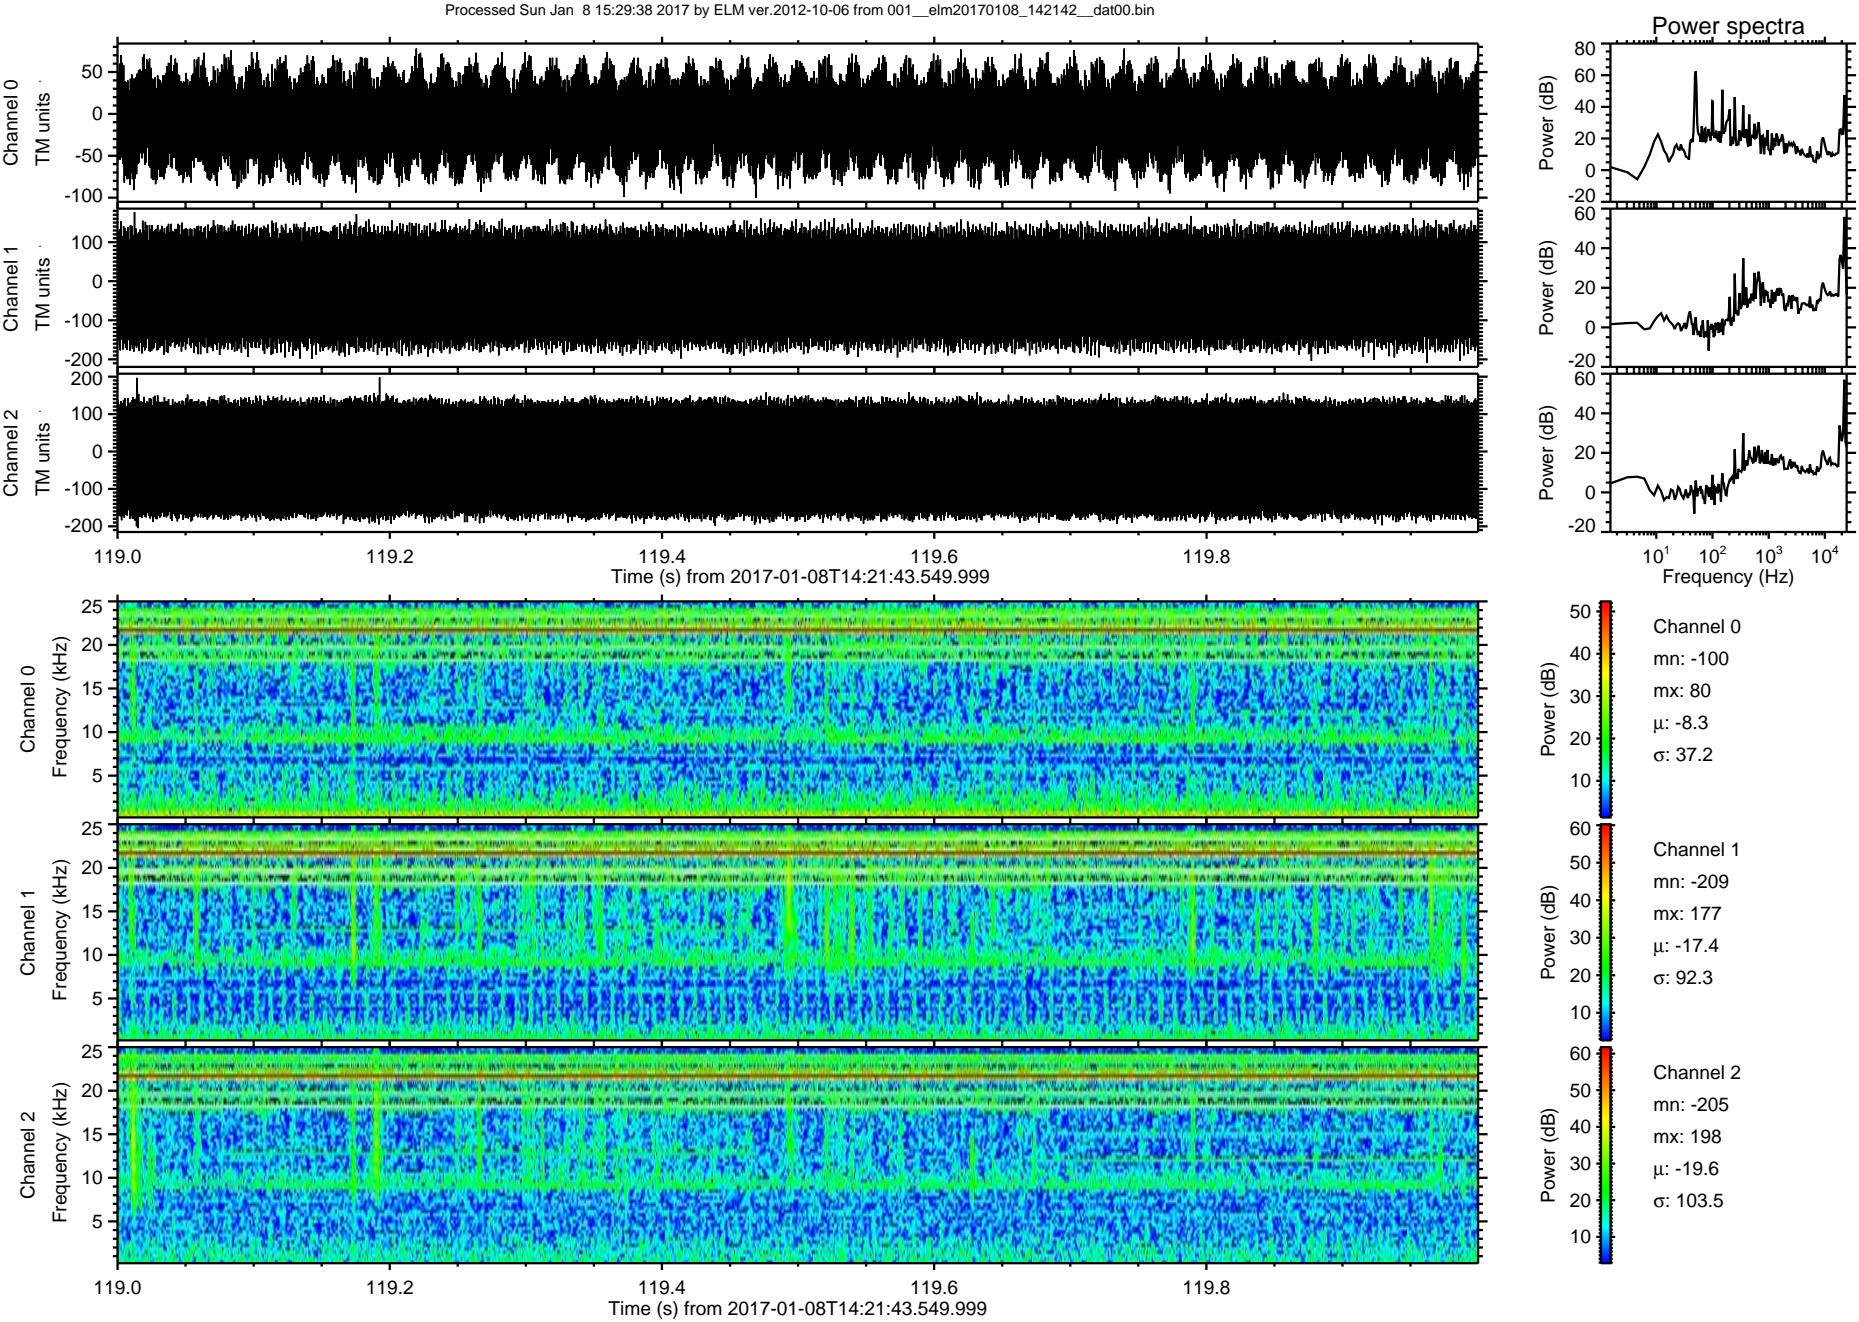 Processed Sun Jan  8 15:29:38 2017 by ELM ver.2012-10-06 from 001__elm20170108_142142__dat00.bin
Power spectra
Channel 0
TM units
50
0
-50
-100
Power (dB)
80
60
40
20
0
-20
Channel 1
TM units
100
0
-100
-200
Power (dB)
60
40
20
0
-20
Channel 2
TM units
200
100
0
-100
-200
Power (dB)
60
40
20
0
-20
119.0 119.2 119.4 119.6 119.8
Time (s) from 2017-01-08T14:21:43.549.999
10¹ 10² 10³ 10⁴
Frequency (Hz)
Channel 0
Frequency (kHz)
25
20
15
10
5
Power (dB)
50
40
30
20
10
Channel 0
mn: -100
mx: 80
μ: -8.3
σ: 37.2
Channel 1
Frequency (kHz)
25
20
15
10
5
Power (dB)
60
50
40
30
20
10
Channel 1
mn: -209
mx: 177
μ: -17.4
σ: 92.3
Channel 2
Frequency (kHz)
25
20
15
10
5
Power (dB)
60
50
40
30
20
10
Channel 2
mn: -205
mx: 198
μ: -19.6
σ: 103.5
119.0 119.2 119.4 119.6 119.8
Time (s) from 2017-01-08T14:21:43.549.999